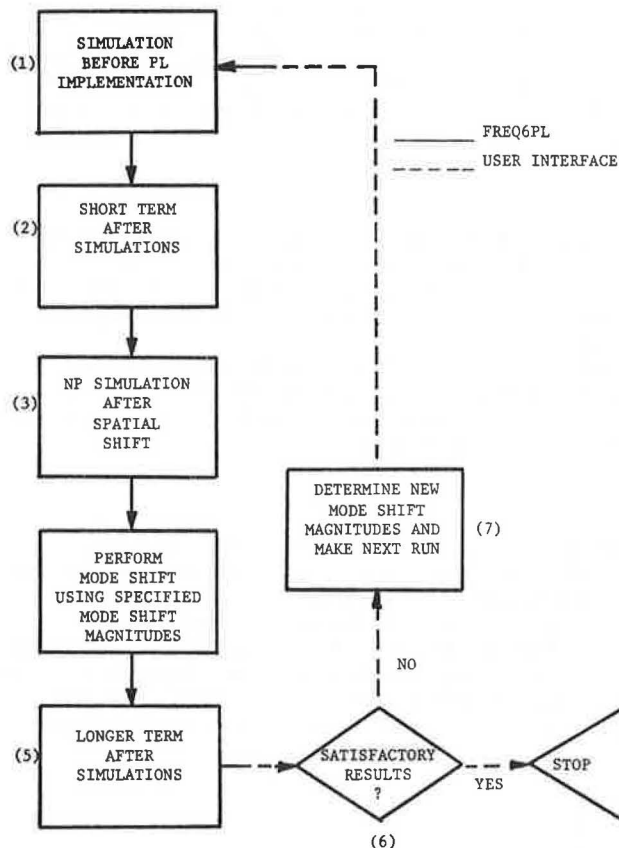 (1)
SIMULATION
BEFORE PL
IMPLEMENTATION
FREQ6PL
USER INTERFACE
(2)
SHORT TERM
AFTER
SIMULATIONS
(3)
NP SIMULATION
AFTER
SPATIAL
SHIFT
PERFORM
MODE SHIFT
USING SPECIFIED
MODE SHIFT
MAGNITUDES
DETERMINE NEW
MODE SHIFT
MAGNITUDES AND
MAKE NEXT RUN
(7)
NO
(5)
LONGER TERM
AFTER
SIMULATIONS
SATISFACTORY
RESULTS
?
(6)
YES
STOP